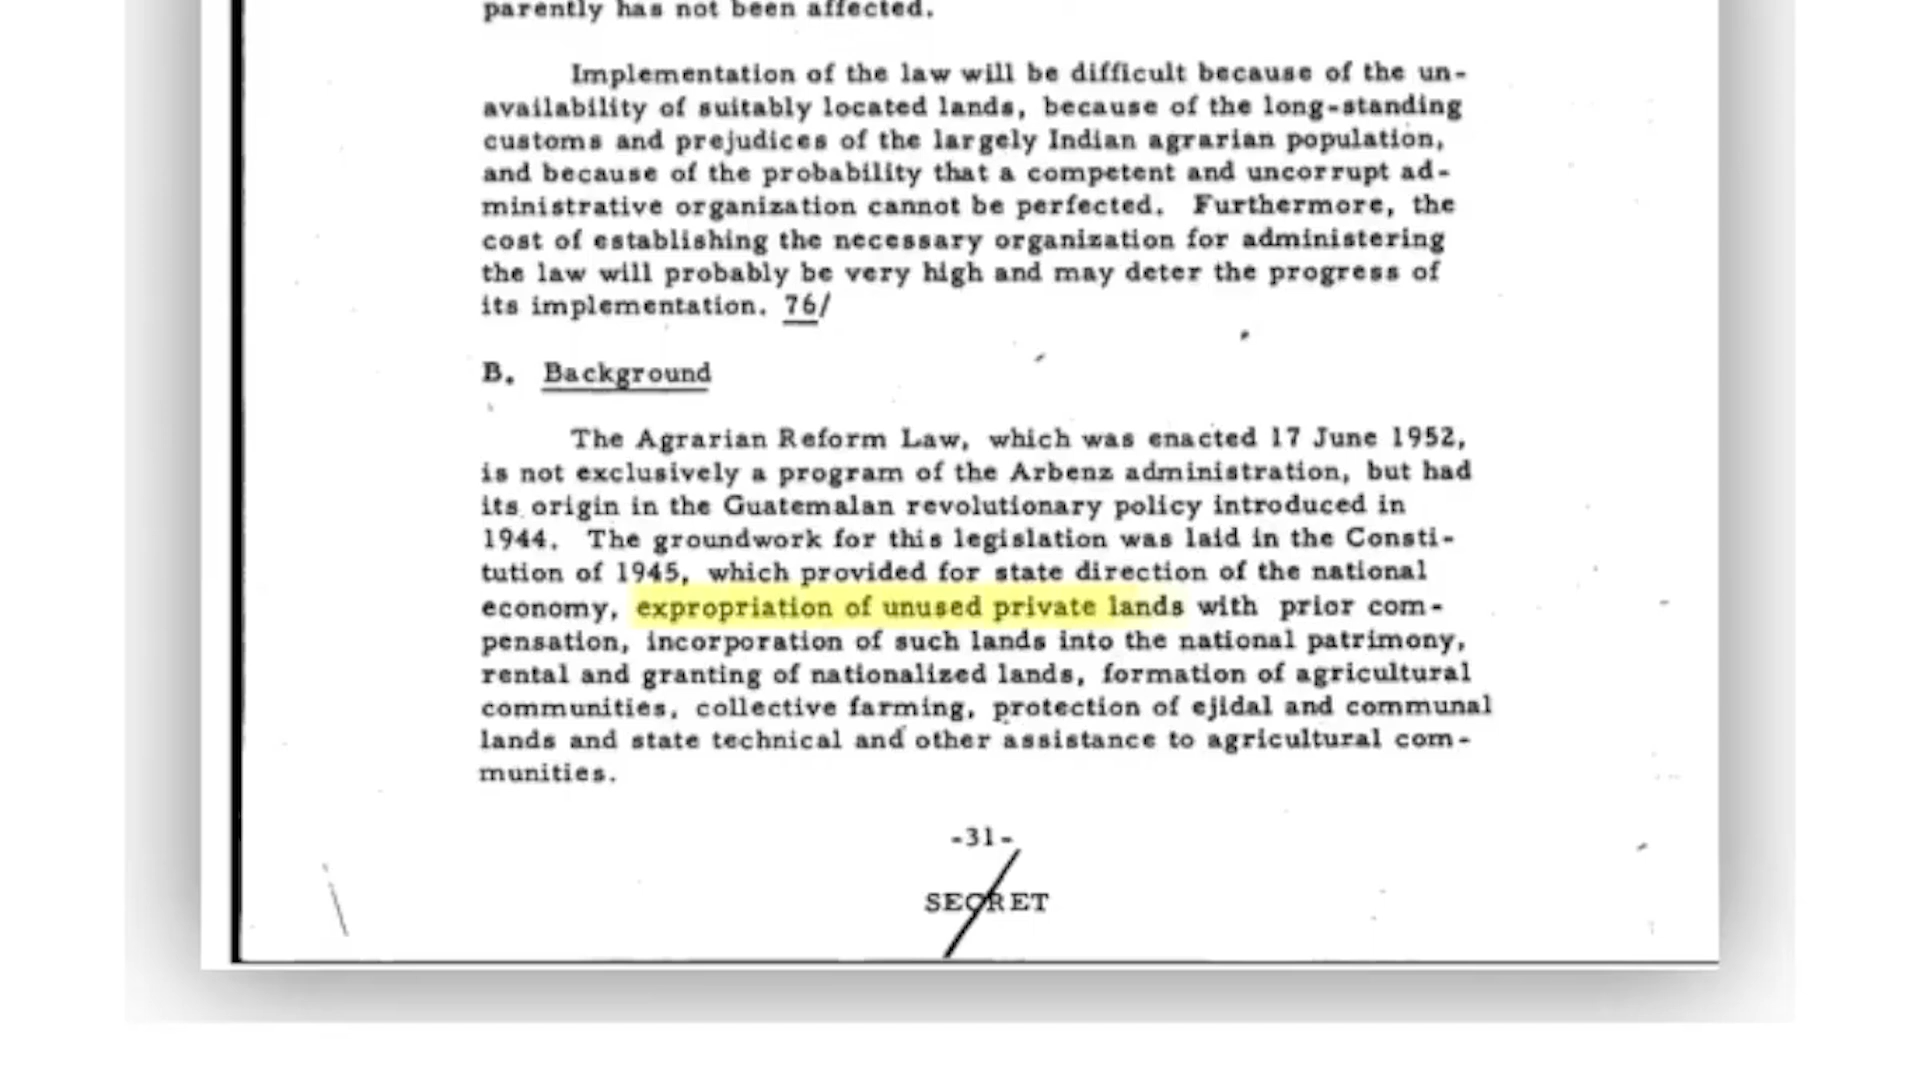 parently has not been affected.
Implementation of the law will be difficult because of the un-
availability of suitably located lands, because of the long-standing
customs and prejudices of the largely Indian agrarian population,
and because of the probability that a competent and uncorrupt ad-
ministrative organization cannot be perfected. Furthermore, the
cost of establishing the necessary organization for administering
the law will probably be very high and may deter the progress of
its implementation. 76/
B. Background
The Agrarian Reform Law, which was enacted 17 June 1952,
is not exclusively a program of the Arbenz administration, but had
its origin in the Guatemalan revolutionary policy introduced in
1944. The groundwork for this legislation was laid in the Consti-
tution of 1945, which provided for state direction of the national
economy, expropriation of unused private lands with prior com-
pensation, incorporation of such lands into the national patrimony,
rental and granting of nationalized lands, formation of agricultural
communities, collective farming, protection of ejidal and communal
lands and state technical and other assistance to agricultural com-
munities.
-31-
SECRET